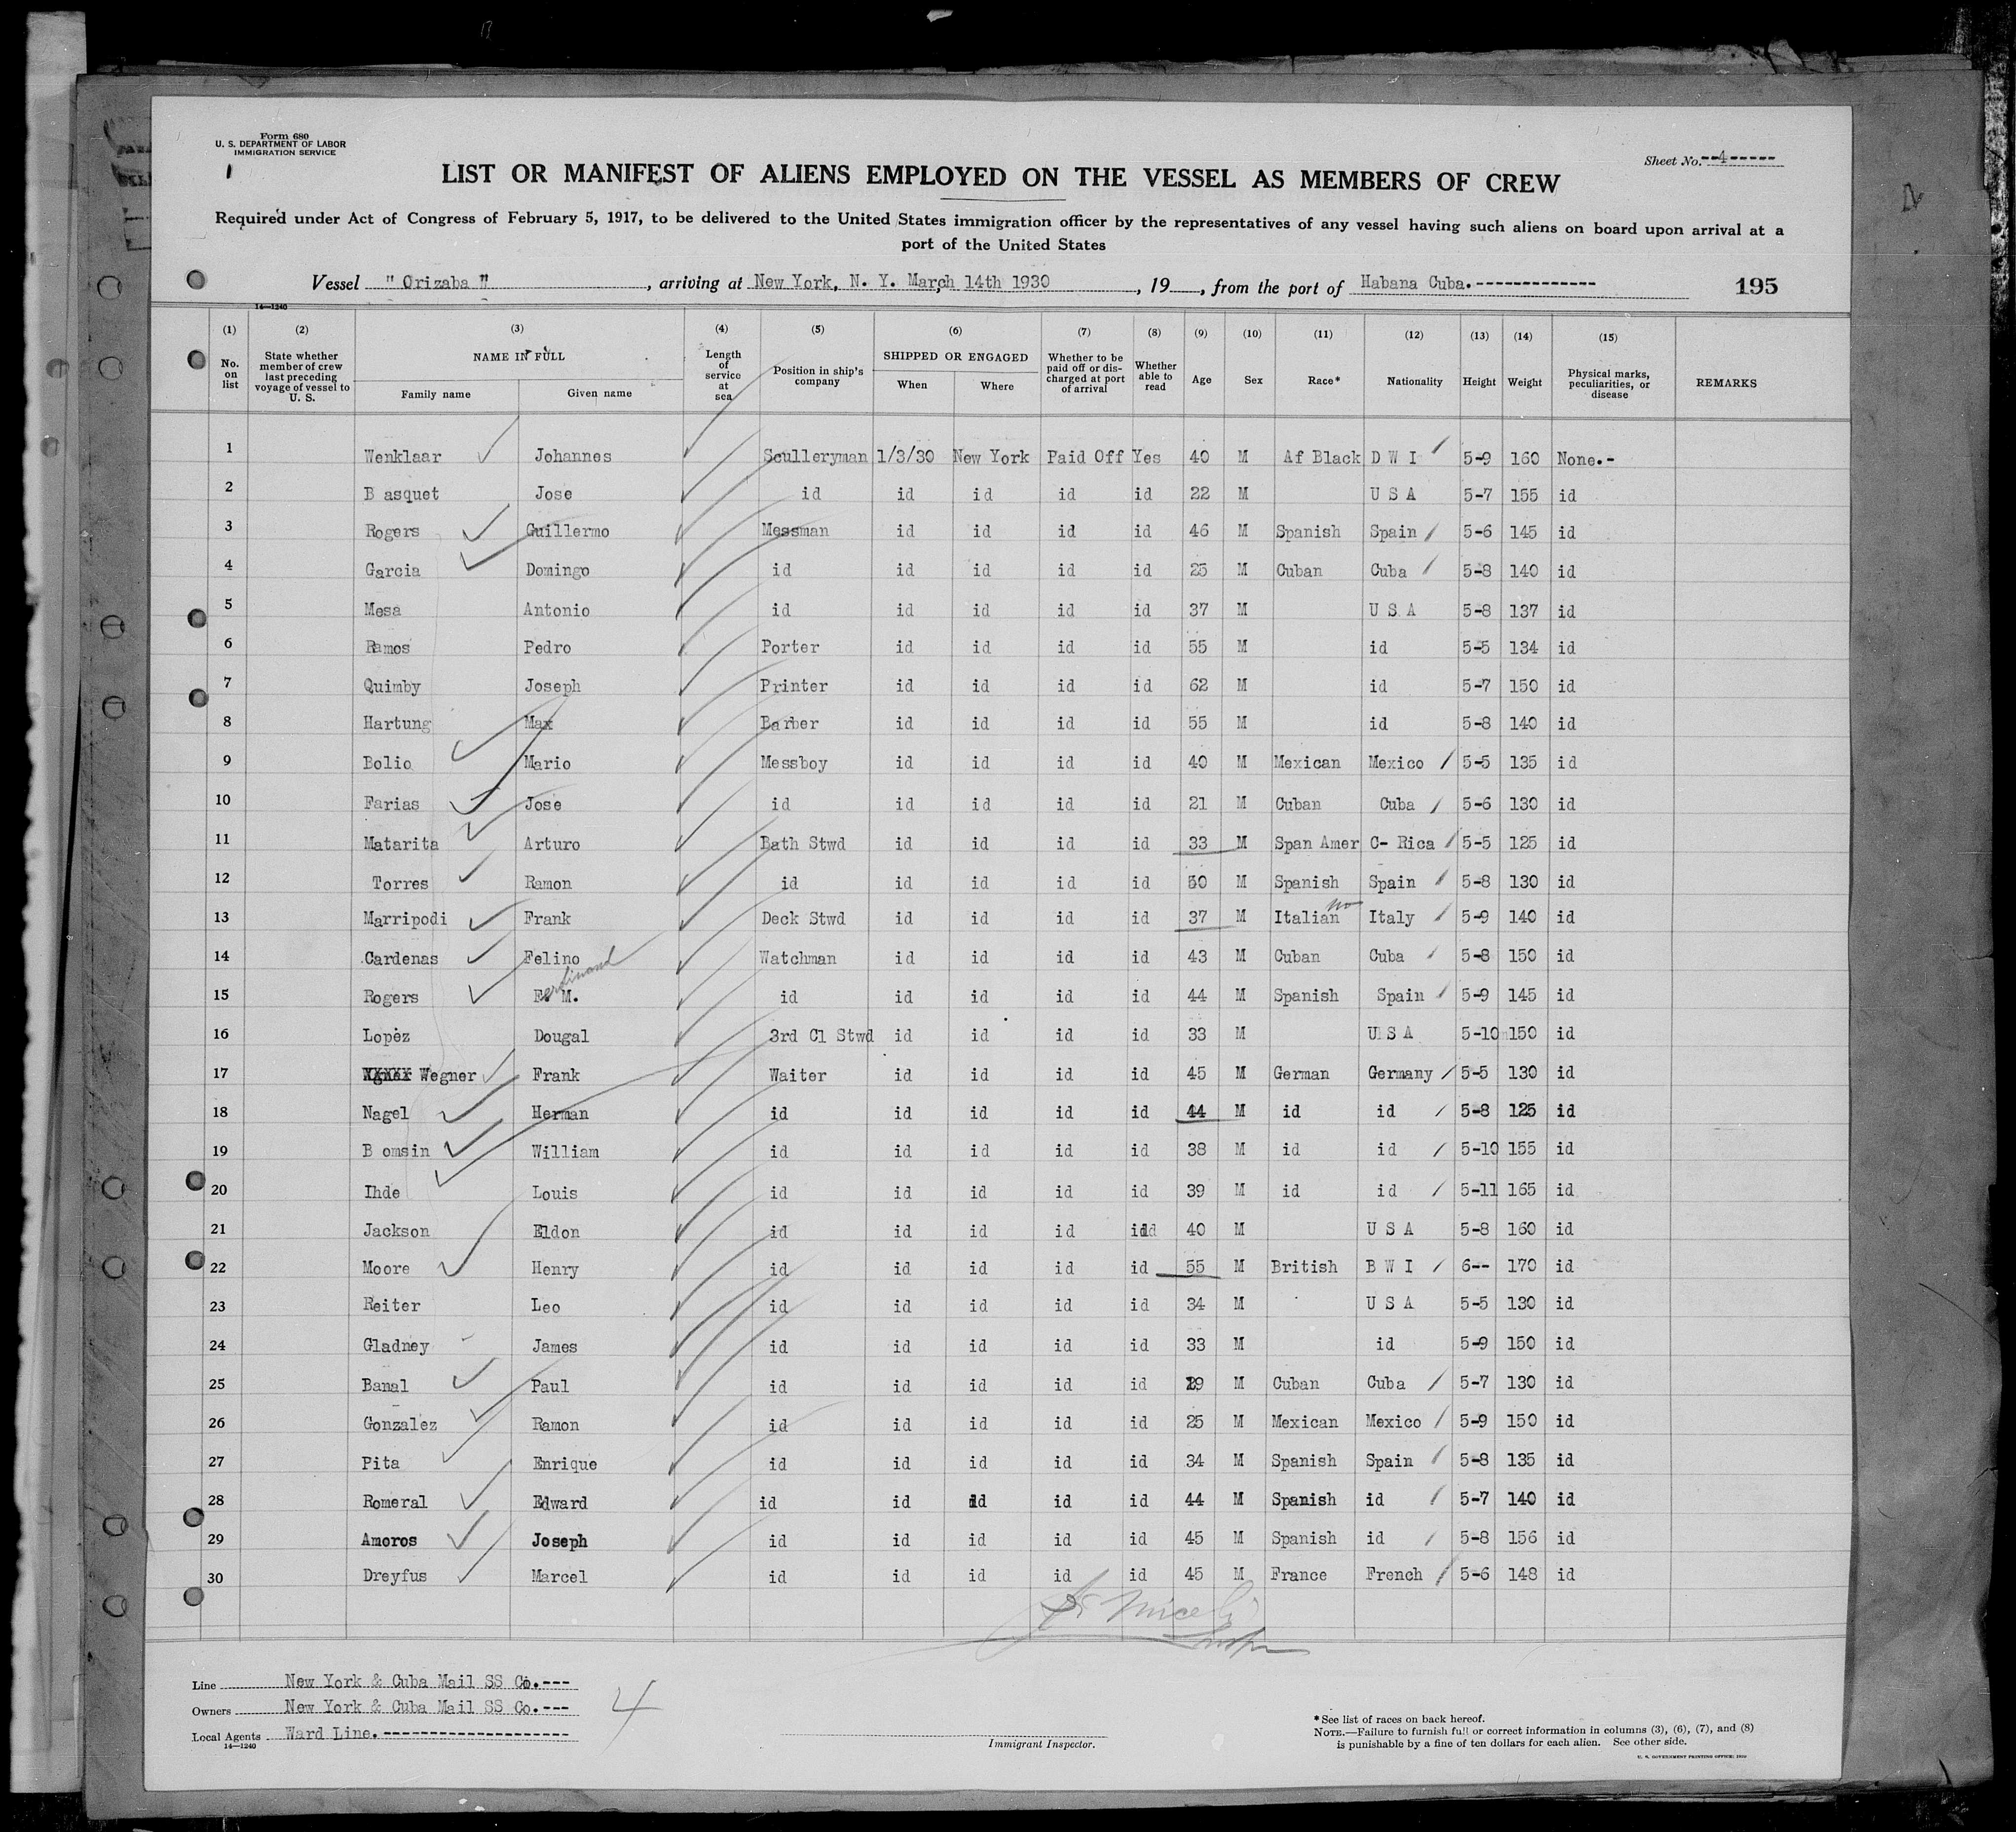 Form 680
U. S. DEPARTMENT OF LABOR
IMMIGRATION SERVICE
Sheet No. --4-----
LIST OR MANIFEST OF ALIENS EMPLOYED ON THE VESSEL AS MEMBERS OF CREW
Required under Act of Congress of February 5, 1917, to be delivered to the United States immigration officer by the representatives of any vessel having such aliens on board upon arrival at a
port of the United States
Vessel " Orizaba " , arriving at New York, N. Y. March 14th 1930 , 19 , from the port of Habana Cuba.------------- 195
14—1240
(1) No. on list (2) State whether member of crew last preceding voyage of vessel to U. S. (3) NAME IN FULL Family name Given name (4) Length of service at sea (5) Position in ship's company (6) SHIPPED OR ENGAGED When Where (7) Whether to be paid off or discharged at port of arrival (8) Whether able to read (9) Age (10) Sex (11) Race* (12) Nationality (13) Height (14) Weight (15) Physical marks, peculiarities, or disease REMARKS
1 Wenklaar Johannes Sculleryman 1/3/30 New York Paid Off Yes 40 M Af Black D W I 5-9 160 None.-
2 B asquet Jose id id id id id 22 M U S A 5-7 155 id
3 Rogers Guillermo Messman id id id id 46 M Spanish Spain 5-6 145 id
4 Garcia Domingo id id id id id 25 M Cuban Cuba 5-8 140 id
5 Mesa Antonio id id id id id 37 M U S A 5-8 137 id
6 Ramos Pedro Porter id id id id 55 M id 5-5 134 id
7 Quimby Joseph Printer id id id id 62 M id 5-7 150 id
8 Hartung Max Barber id id id id 55 M id 5-8 140 id
9 Bolio Mario Messboy id id id id 40 M Mexican Mexico 5-5 135 id
10 Farias Jose id id id id id 21 M Cuban Cuba 5-6 130 id
11 Matarita Arturo Bath Stwd id id id id 33 M Span Amer C- Rica 5-5 125 id
12 Torres Ramon id id id id id 50 M Spanish Spain 5-8 130 id
13 Marripodi Frank Deck Stwd id id id id 37 M Italian no Italy 5-9 140 id
14 Cardenas Felino Watchman id id id id 43 M Cuban Cuba 5-8 150 id
15 Rogers F. M. Ferdinand id id id id id 44 M Spanish Spain 5-9 145 id
16 Lopez Dougal 3rd Cl Stwd id id id id 33 M U S A 5-10 150 id
17 Wegner Frank Waiter id id id id 45 M German Germany 5-5 130 id
18 Nagel Herman id id id id id 44 M id id 5-8 125 id
19 B omsin William id id id id id 38 M id id 5-10 155 id
20 Ihde Louis id id id id id 39 M id id 5-11 165 id
21 Jackson Eldon id id id id id 40 M U S A 5-8 160 id
22 Moore Henry id id id id id 55 M British B W I 6-- 170 id
23 Reiter Leo id id id id id 34 M U S A 5-5 130 id
24 Gladney James id id id id id 33 M id 5-9 150 id
25 Banal Paul id id id id id 29 M Cuban Cuba 5-7 130 id
26 Gonzalez Ramon id id id id id 25 M Mexican Mexico 5-9 150 id
27 Pita Enrique id id id id id 34 M Spanish Spain 5-8 135 id
28 Romeral Edward id id id id id 44 M Spanish id 5-7 140 id
29 Amoros Joseph id id id id id 45 M Spanish id 5-8 156 id
30 Dreyfus Marcel id id id id id 45 M France French 5-6 148 id
Line New York & Cuba Mail SS Co.---
Owners New York & Cuba Mail SS Co.---
Local Agents Ward Line.--------------------
14—1240
4
Immigrant Inspector.
*See list of races on back hereof.
NOTE.—Failure to furnish full or correct information in columns (3), (6), (7), and (8)
is punishable by a fine of ten dollars for each alien. See other side.